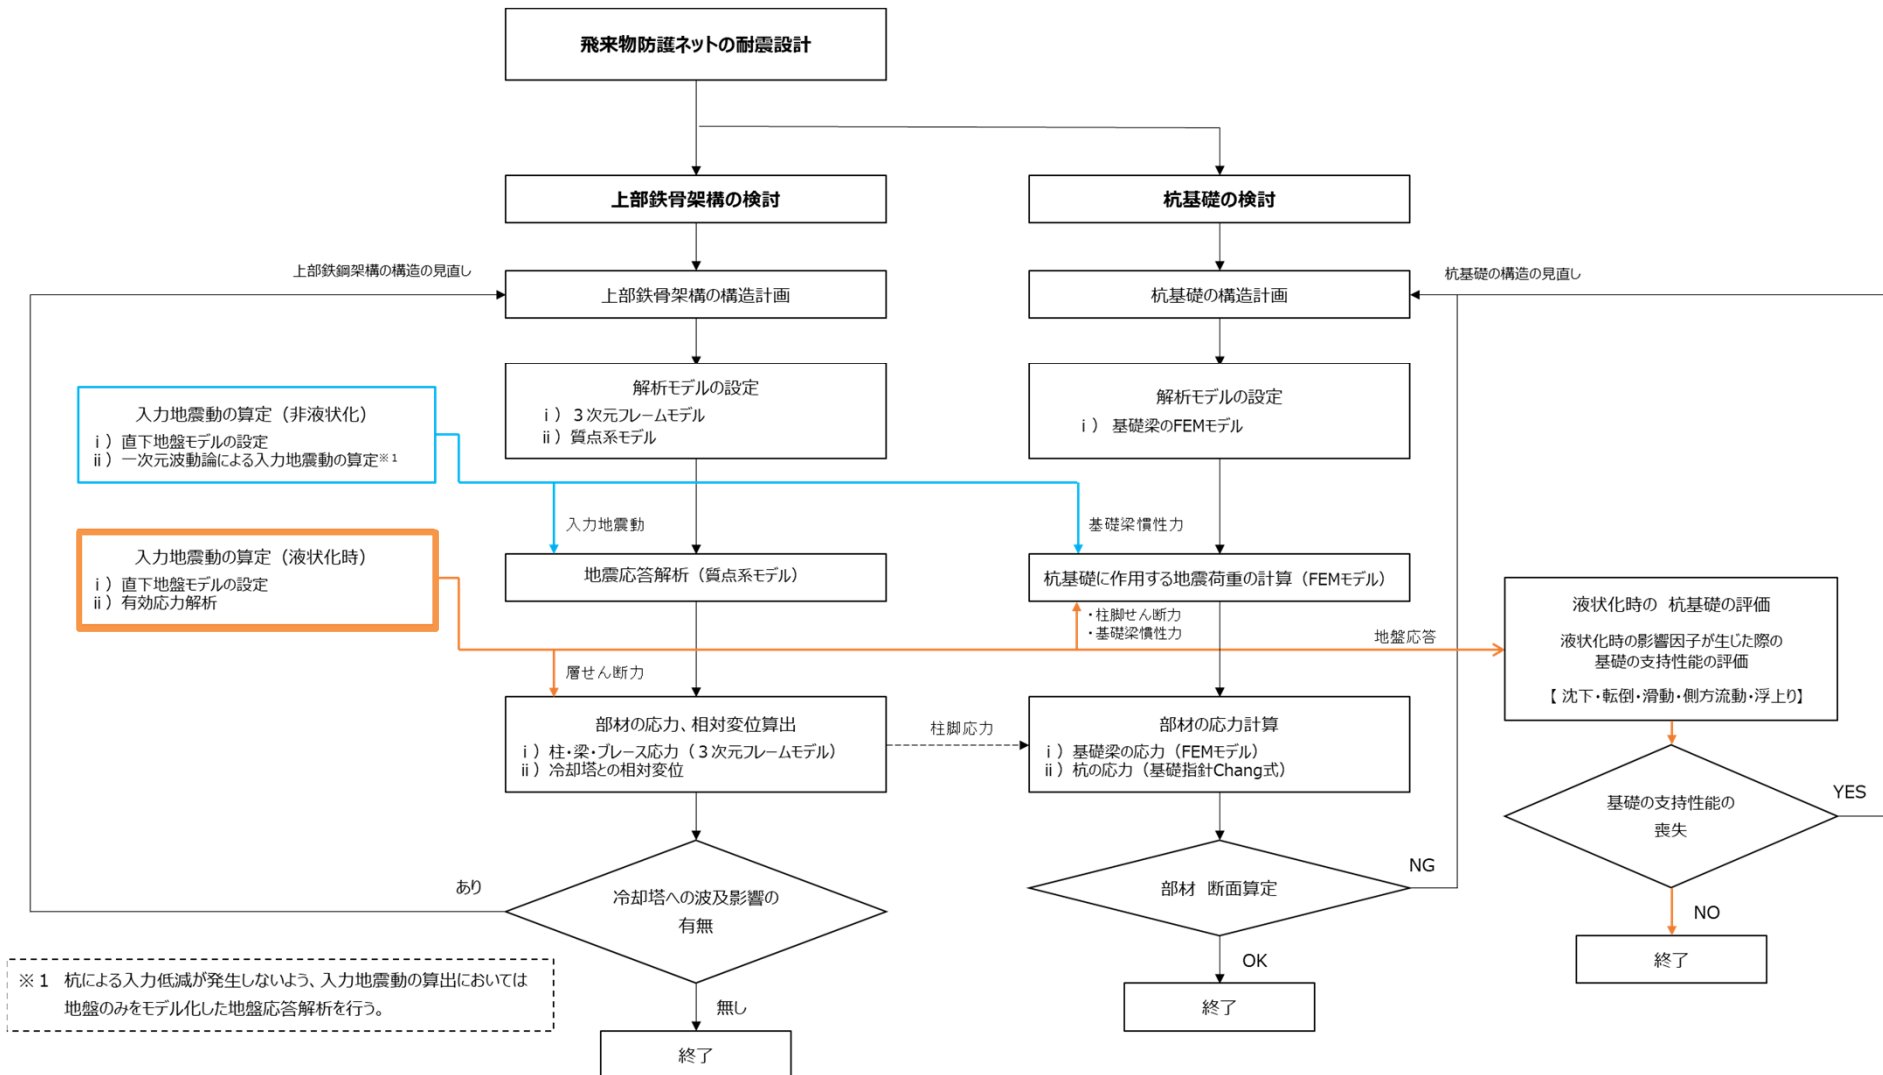 飛来物防護ネットの耐震設計
上部鉄骨架構の検討
杭基礎の検討
上部鉄鋼架構の構造の見直し
杭基礎の構造の見直し
上部鉄骨架構の構造計画
杭基礎の構造計画
解析モデルの設定
ⅰ）３次元フレームモデル
ⅱ）質点系モデル
解析モデルの設定
ⅰ） 基礎梁のFEMモデル
入力地震動の算定（非液状化）
ⅰ）直下地盤モデルの設定
ⅱ）一次元波動論による入力地震動の算定※1
入力地震動
基礎梁慣性力
入力地震動の算定（液状化時）
ⅰ）直下地盤モデルの設定
ⅱ）有効応力解析
地震応答解析（質点系モデル）
杭基礎に作用する地震荷重の計算（FEMモデル）
・柱脚せん断力
・基礎梁慣性力
地盤応答
層せん断力
液状化時の 杭基礎の評価
液状化時の影響因子が生じた際の
基礎の支持性能の評価
【 沈下・転倒・滑動・側方流動・浮上り】
部材の応力、相対変位算出
ⅰ）柱・梁・ブレース応力（３次元フレームモデル）
ⅱ）冷却塔との相対変位
柱脚応力
部材の応力計算
ⅰ）基礎梁の応力（FEMモデル）
ⅱ）杭の応力（基礎指針Chang式）
基礎の支持性能の
喪失
YES
NO
終了
あり
冷却塔への波及影響の
有無
無し
終了
部材 断面算定
NG
OK
終了
※１ 杭による入力低減が発生しないよう、入力地震動の算出においては
地盤のみをモデル化した地盤応答解析を行う。